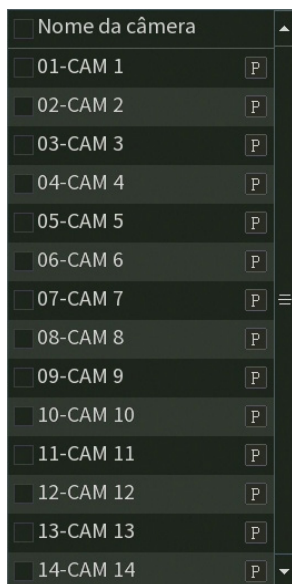 Nome da câmera
01-CAM 1 P
02-CAM 2 P
03-CAM 3 P
04-CAM 4 P
05-CAM 5 P
06-CAM 6 P
07-CAM 7 P
08-CAM 8 P
09-CAM 9 P
10-CAM 10 P
11-CAM 11 P
12-CAM 12 P
13-CAM 13 P
14-CAM 14 P